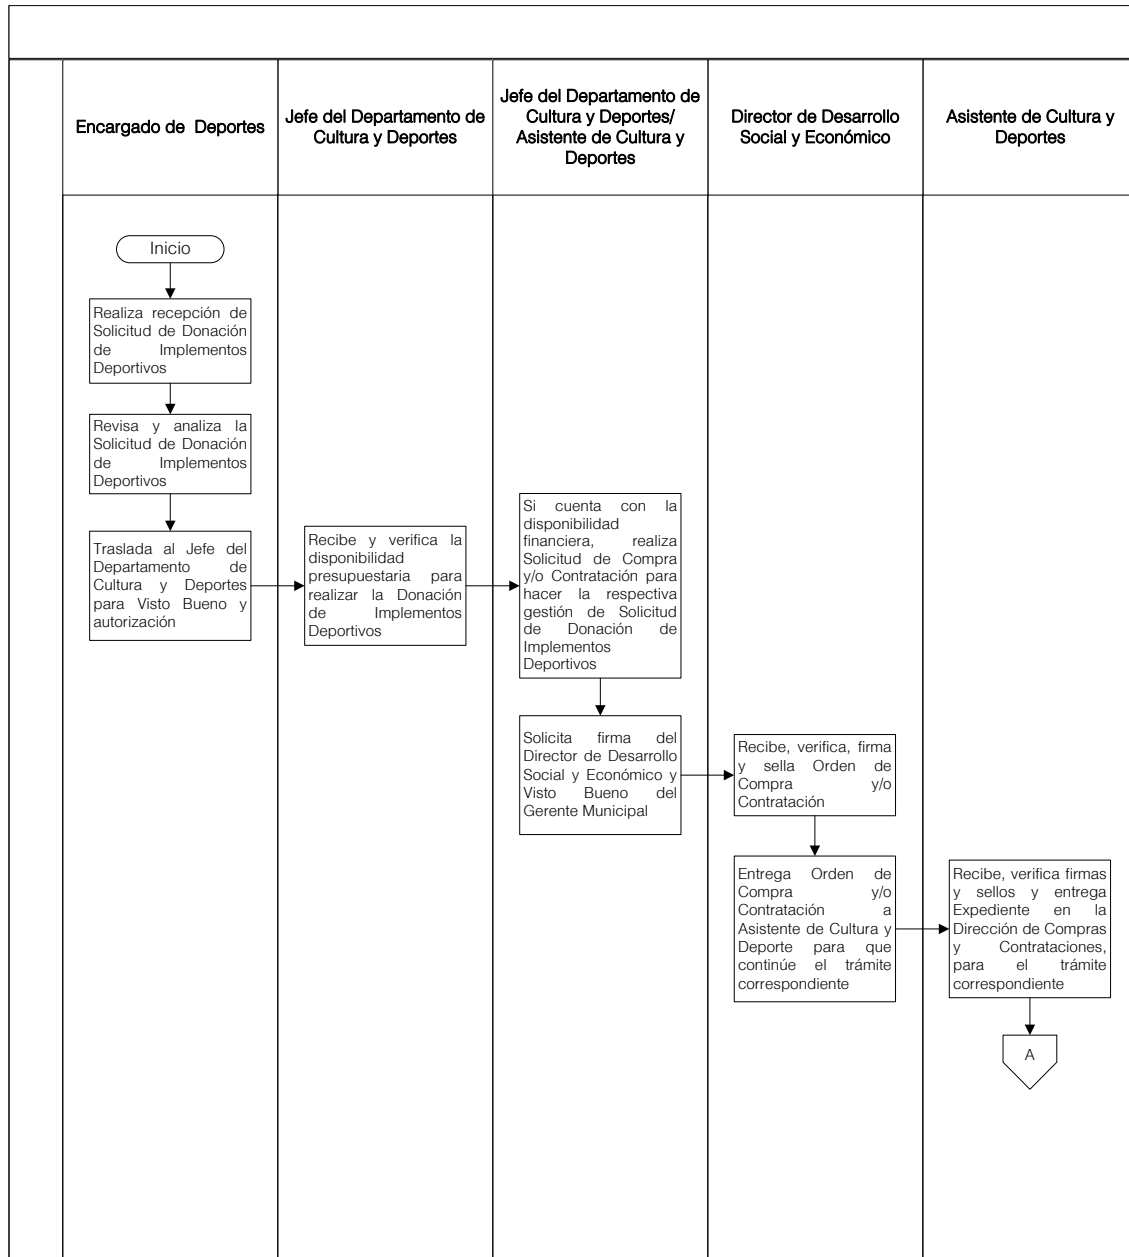 Encargado de  Deportes
Jefe del Departamento de
Cultura y Deportes
Jefe del Departamento de
Cultura y Deportes/
Asistente de Cultura y
Deportes
Director de Desarrollo
Social y Económico
Asistente de Cultura y
Deportes
Inicio
Realiza recepción de
Solicitud de Donación
de Implementos
Deportivos
Revisa y analiza la
Solicitud de Donación
de Implementos
Deportivos
Traslada al Jefe del
Departamento de
Cultura y Deportes
para Visto Bueno y
autorización
Recibe y verifica la
disponibilidad
presupuestaria para
realizar la Donación
de Implementos
Deportivos
Si cuenta con la
disponibilidad
financiera, realiza
Solicitud de Compra
y/o Contratación para
hacer la respectiva
gestión de Solicitud
de Donación de
Implementos
Deportivos
Solicita firma del
Director de Desarrollo
Social y Económico y
Visto Bueno del
Gerente Municipal
Recibe, verifica, firma
y sella Orden de
Compra y/o
Contratación
Entrega Orden de
Compra y/o
Contratación a
Asistente de Cultura y
Deporte para que
continúe el trámite
correspondiente
Recibe, verifica firmas
y sellos y entrega
Expediente en la
Dirección de Compras
y Contrataciones,
para el trámite
correspondiente
A